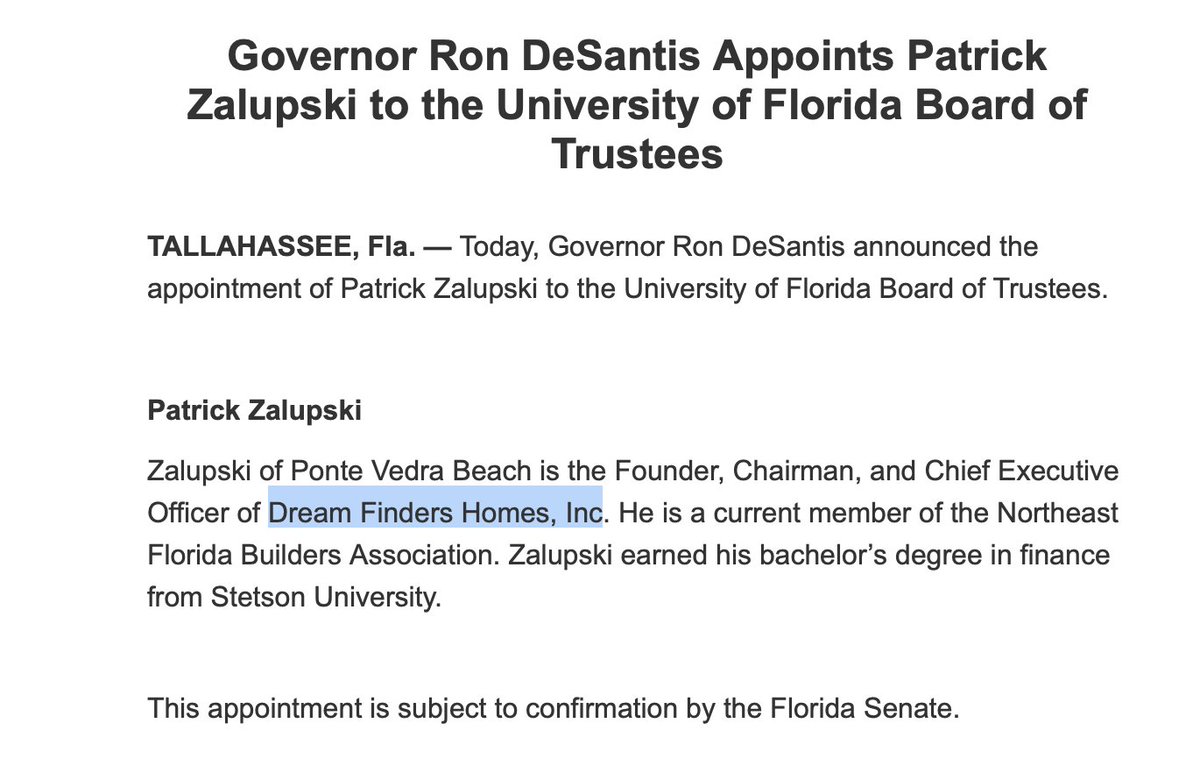 Governor Ron DeSantis Appoints Patrick
Zalupski to the University of Florida Board of
Trustees
TALLAHASSEE, Fla. — Today, Governor Ron DeSantis announced the
appointment of Patrick Zalupski to the University of Florida Board of Trustees.
Patrick Zalupski
Zalupski of Ponte Vedra Beach is the Founder, Chairman, and Chief Executive
Officer of Dream Finders Homes, Inc. He is a current member of the Northeast
Florida Builders Association. Zalupski earned his bachelor’s degree in finance
from Stetson University.
This appointment is subject to confirmation by the Florida Senate.